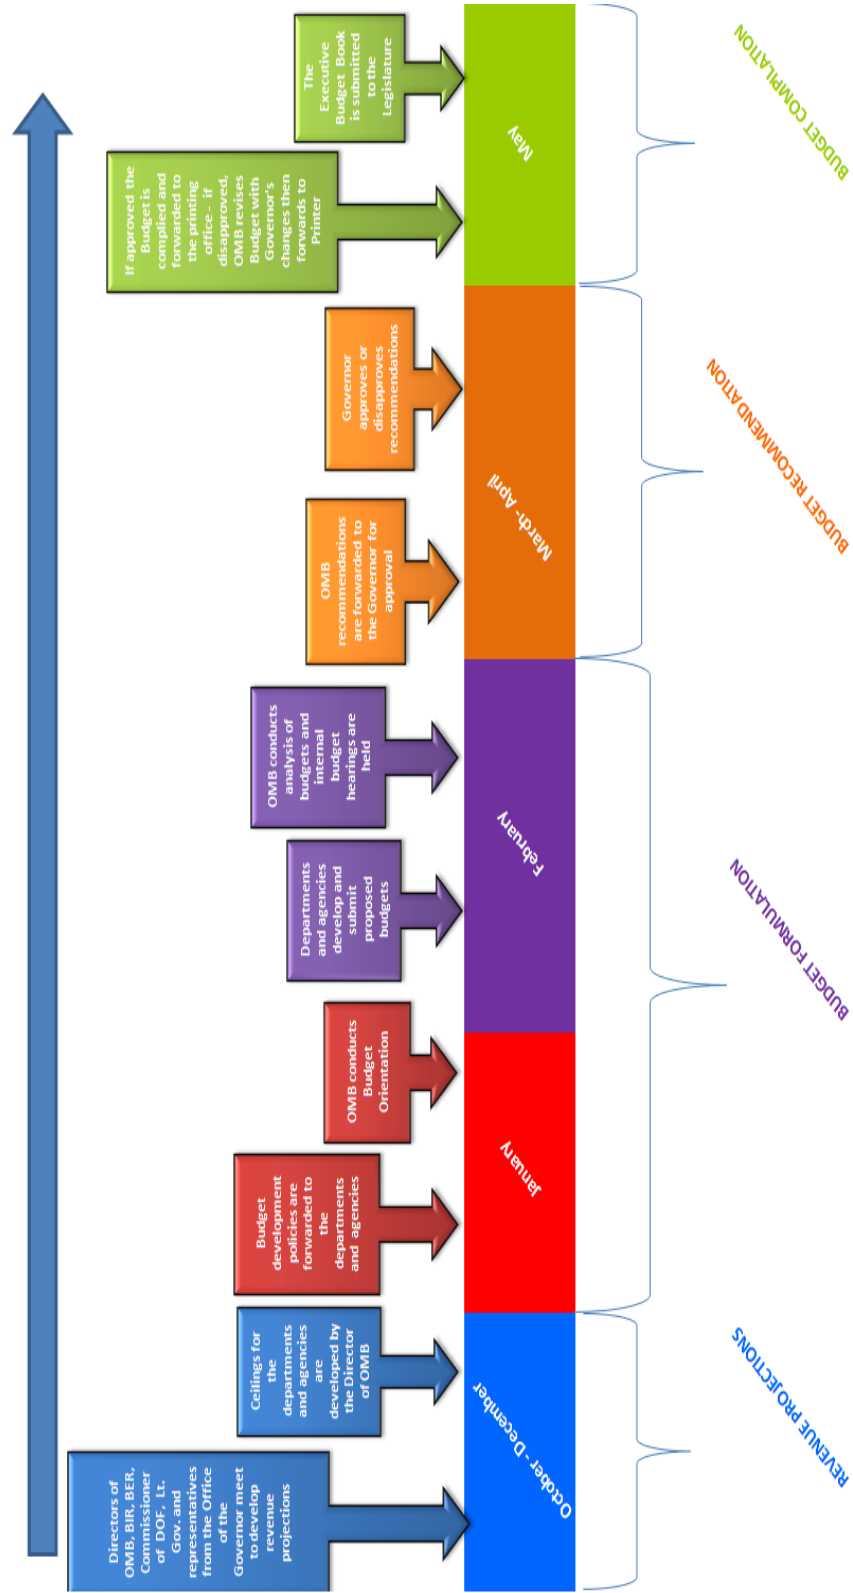 Directors of
OMB, BIR, BER,
Commissioner
of DOF, Lt.
Gov. and
representatives
from the Office
of the
Governor meet
to develop
revenue
projections
Ceilings for
the
departments
and agencies
are
developed by
the Director
of OMB
Budget
development
policies are
forwarded to
the
departments
and agencies
OMB conducts
Budget
Orientation
Departments
and agencies
develop and
submit
proposed
budgets
OMB conducts
analysis of
budgets and
internal
budget
hearings are
held
OMB
recommendations
are forwarded to
the Governor for
approval
Governor
approves or
disapproves
recommendations
If approved the
Budget is
complied and
forwarded to
the printing
office - if
disapproved,
OMB revises
Budget with
Governor's
changes then
forwards to
Printer
The
Executive
Budget Book
is submitted
to the
Legislature
October - December
January
February
March- April
May
REVENUE PROJECTIONS
BUDGET FORMULATION
BUDGET RECOMMENDATION
BUDGET COMPILATION